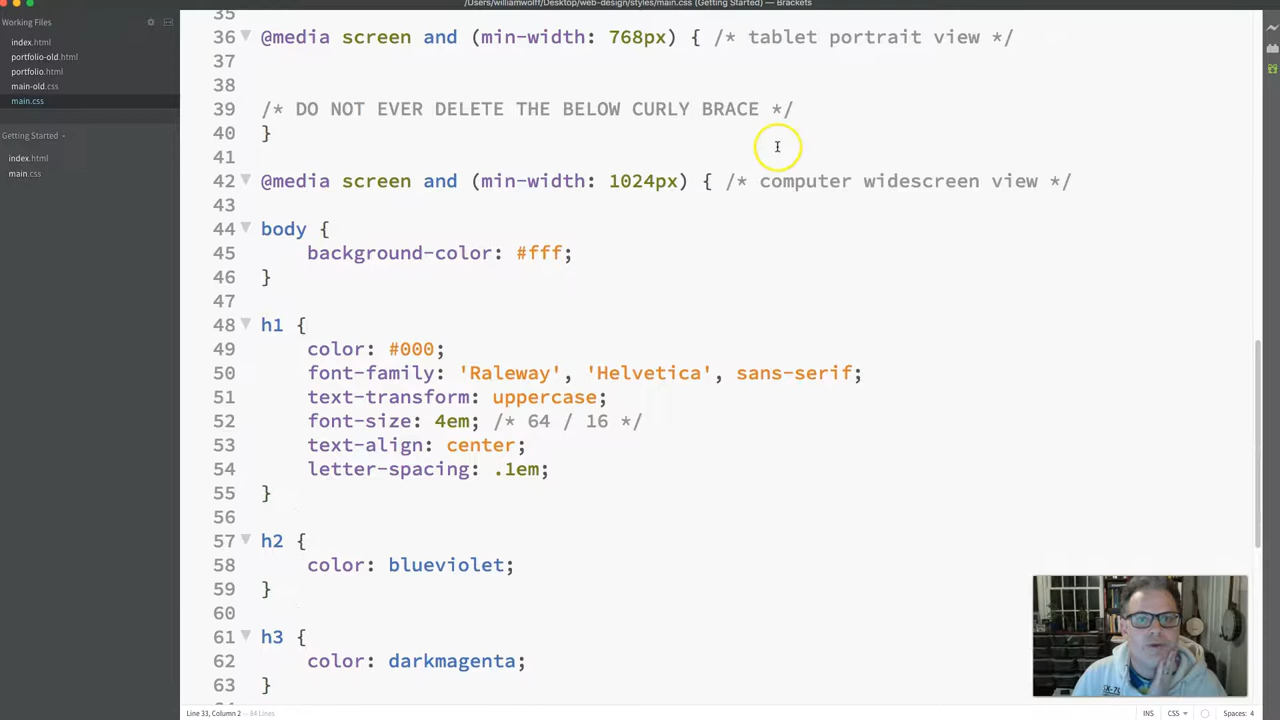 /Users/williamwolff/Desktop/web-design/styles/main.css (Getting Started) — Brackets
Working Files
index.html
portfolio-old.html
portfolio.html
main-old.css
main.css
Getting Started
index.html
main.css
35
36 @media screen and (min-width: 768px) { /* tablet portrait view */
37
38
39 /* DO NOT EVER DELETE THE BELOW CURLY BRACE */
40 }
41
42 @media screen and (min-width: 1024px) { /* computer widescreen view */
43
44 body {
45 background-color: #fff;
46 }
47
48 h1 {
49 color: #000;
50 font-family: 'Raleway', 'Helvetica', sans-serif;
51 text-transform: uppercase;
52 font-size: 4em; /* 64 / 16 */
53 text-align: center;
54 letter-spacing: .1em;
55 }
56
57 h2 {
58 color: blueviolet;
59 }
60
61 h3 {
62 color: darkmagenta;
63 }
Line 33, Column 2 — 84 Lines
INS CSS Spaces: 4